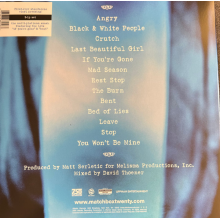 Angry
Black & White People
Crutch
Last Beautiful Girl
If You're Gone
Mad Season
Rest Stop
The Burn
Bent
Bed of Lies
Leave
Stop
You Won't Be Mine
Produced by Matt Serletic for Melisma Productions, Inc.
Mixed by David Thoener
www.matchboxtwenty.com